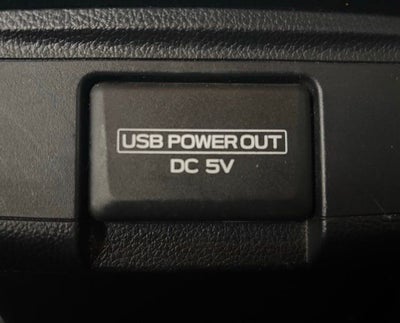 USB POWER OUT
DC 5V